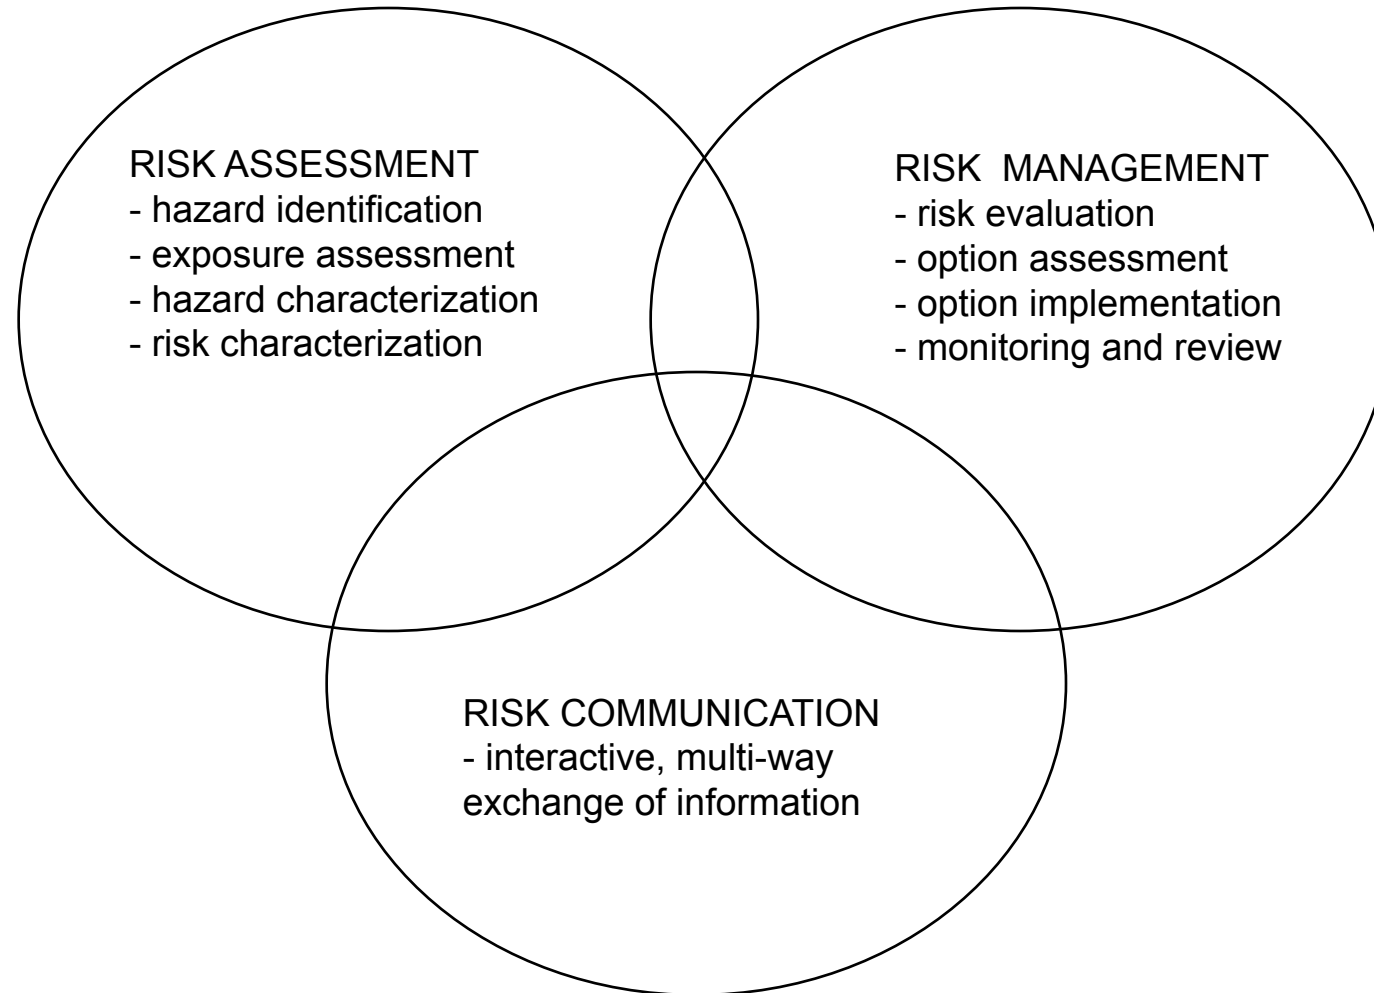 RISK ASSESSMENT
- hazard identification
- exposure assessment
- hazard characterization
- risk characterization
RISK  MANAGEMENT
- risk evaluation
- option assessment
- option implementation
- monitoring and review
RISK COMMUNICATION
- interactive, multi-way
exchange of information